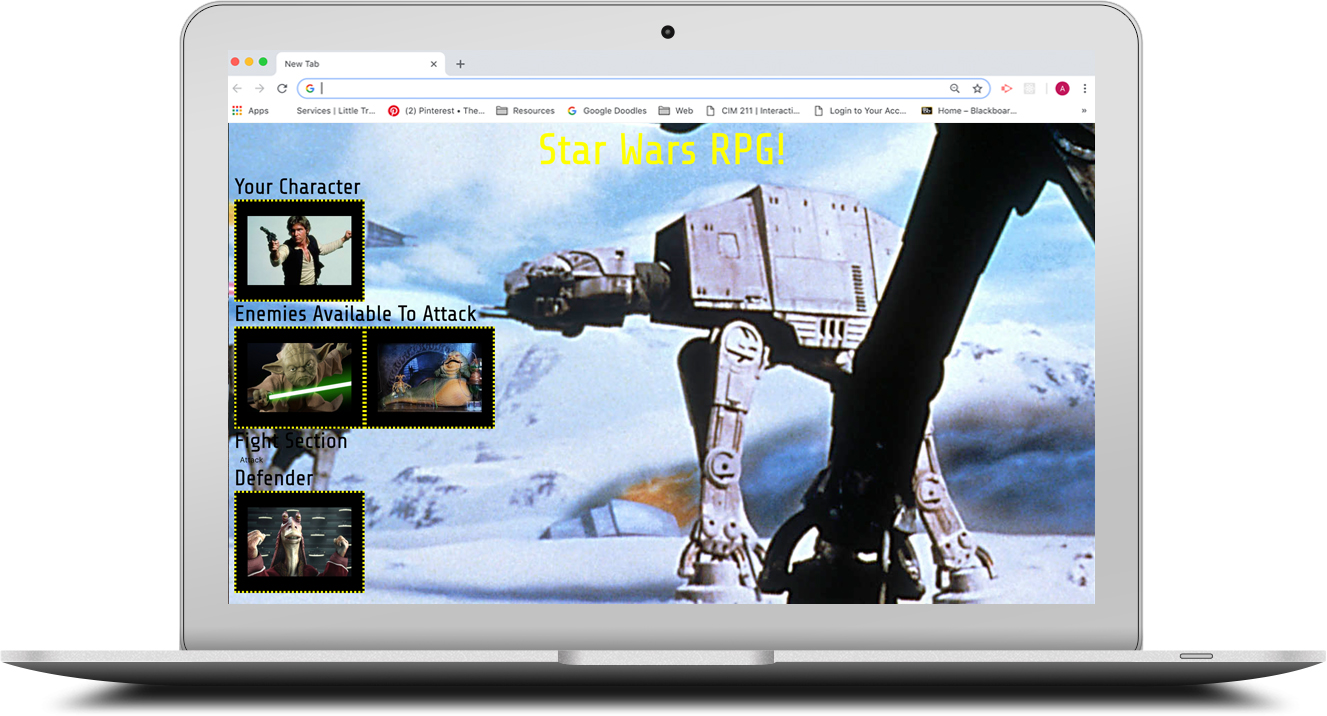 New Tab
Apps Services | Little Tr... (2) Pinterest • The... Resources Google Doodles Web CIM 211 | Interacti... Login to Your Acc... Home – Blackboar... »
Star Wars RPG!
Your Character
Enemies Available To Attack
Fight Section
Attack
Defender